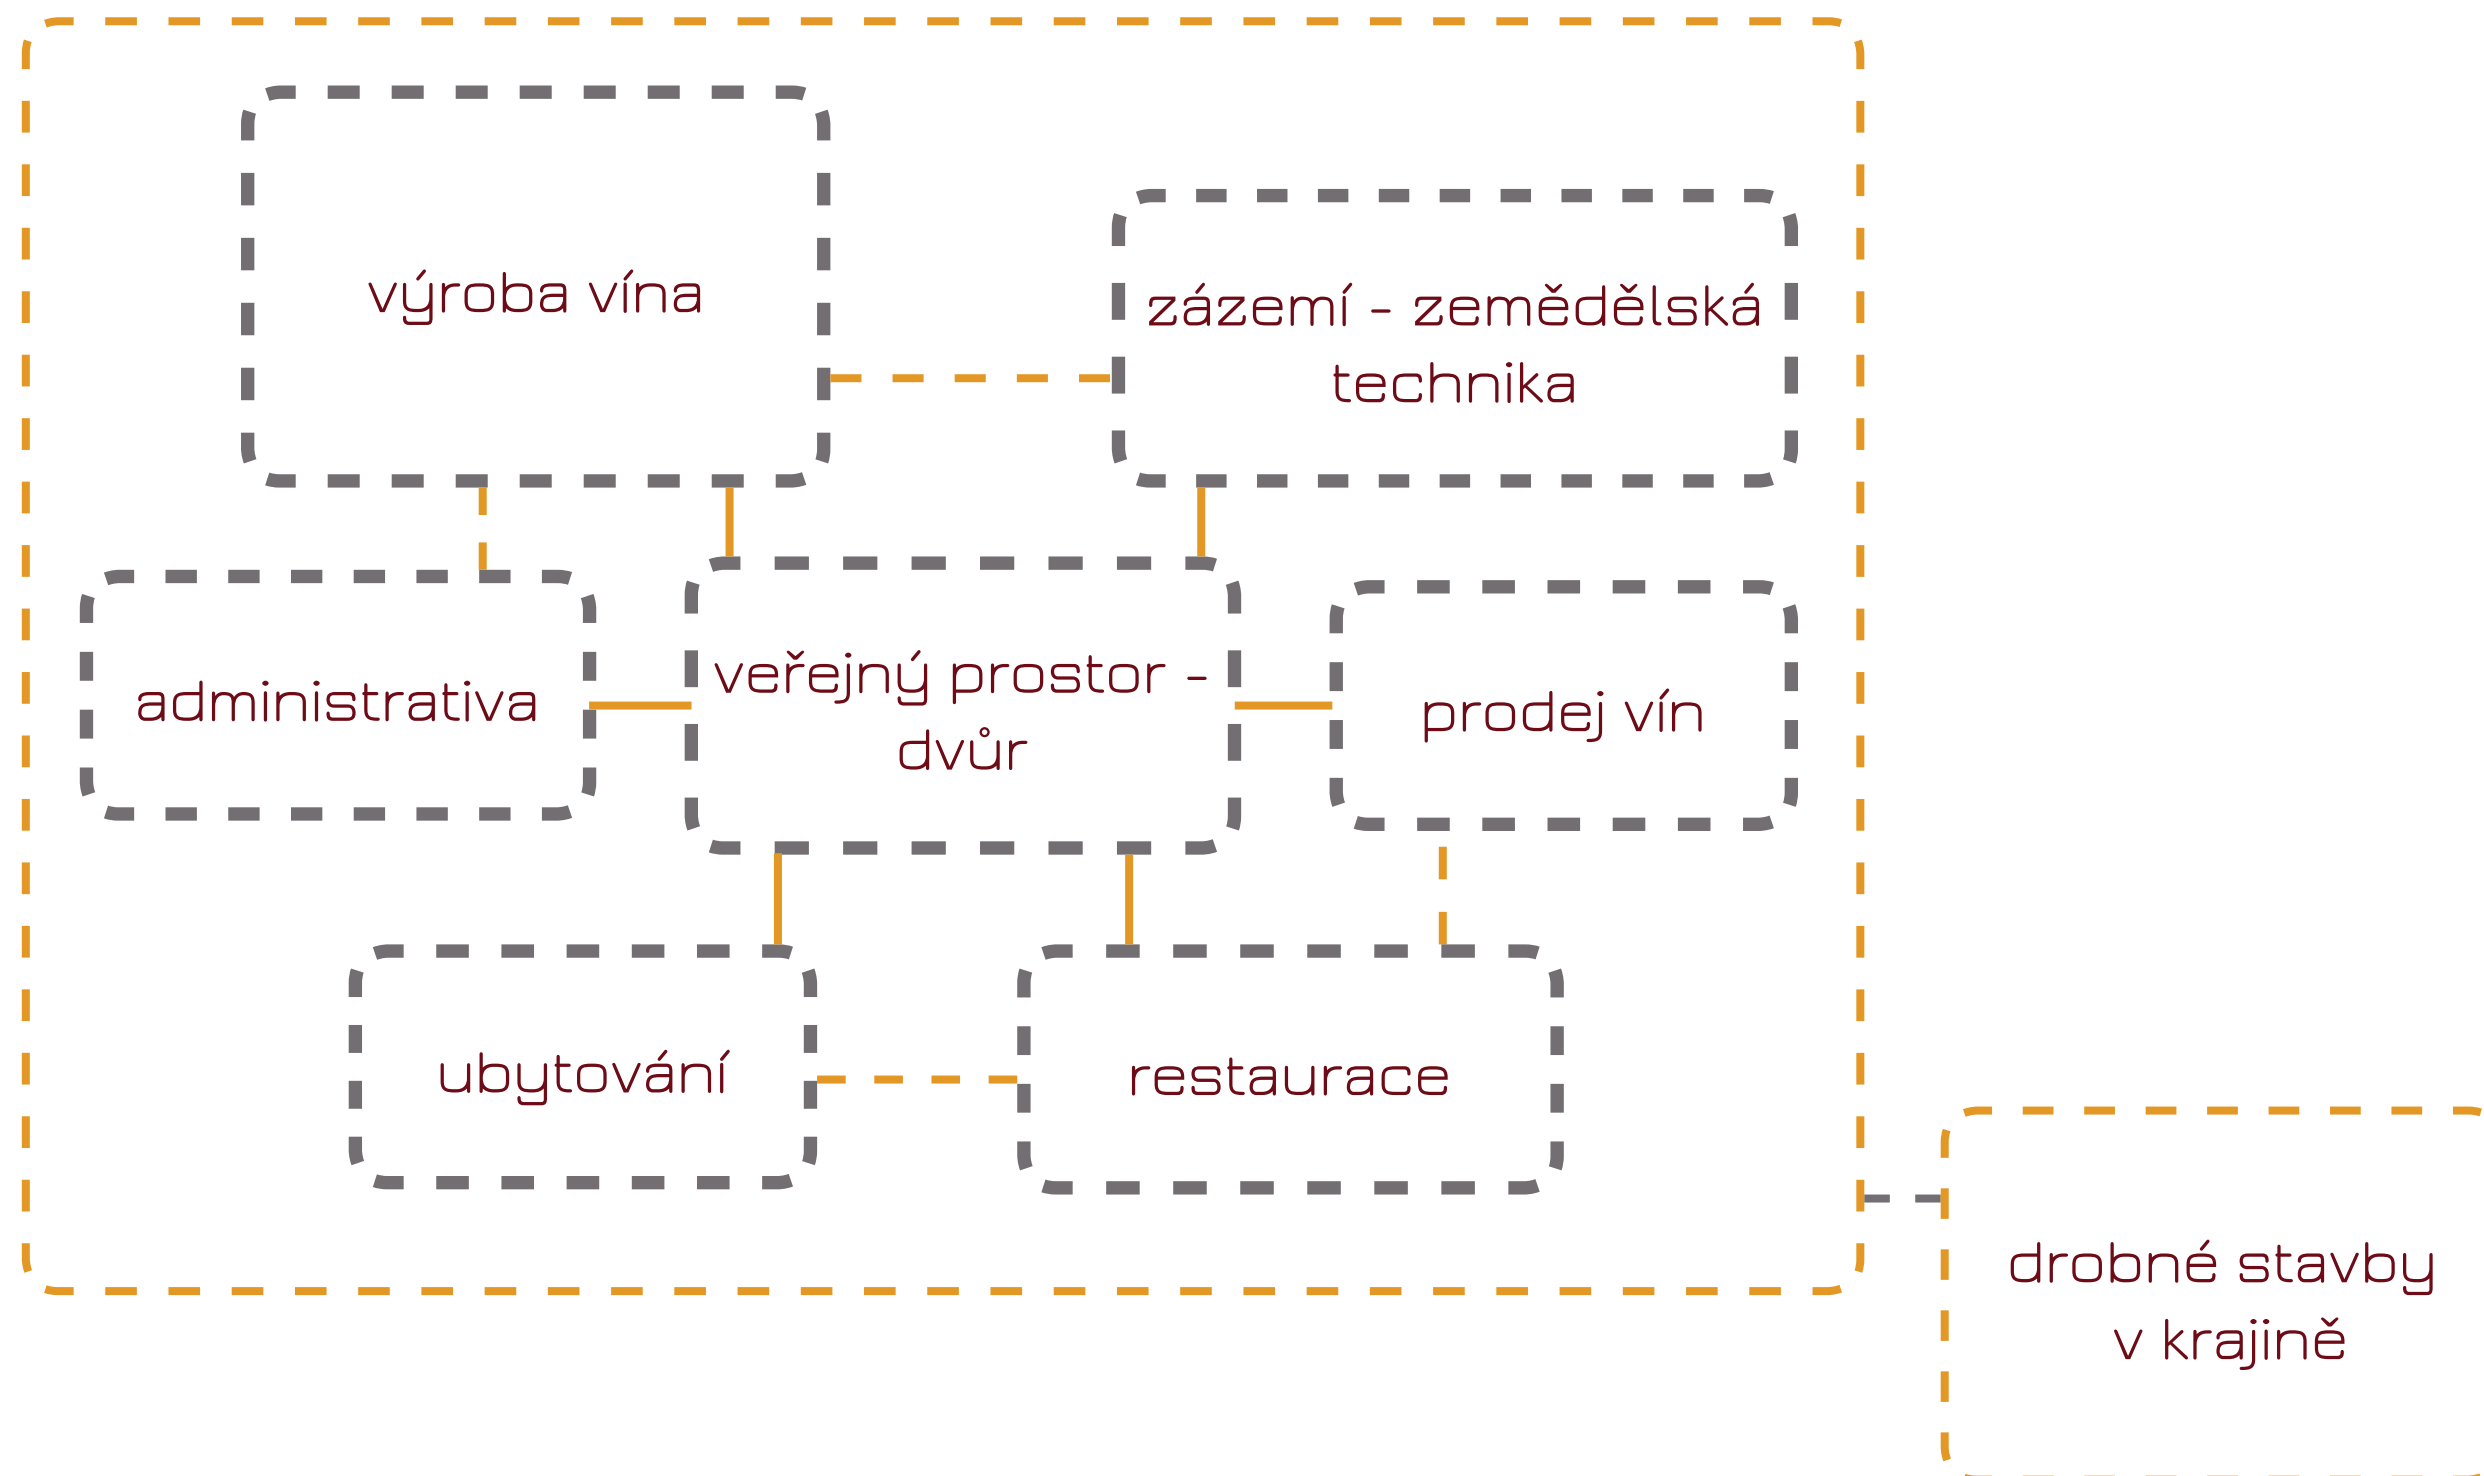 výroba vína
zázemí - zemědělská
technika
administrativa
veřejný prostor -
dvůr
prodej vín
ubytování
restaurace
drobné stavby
v krajině